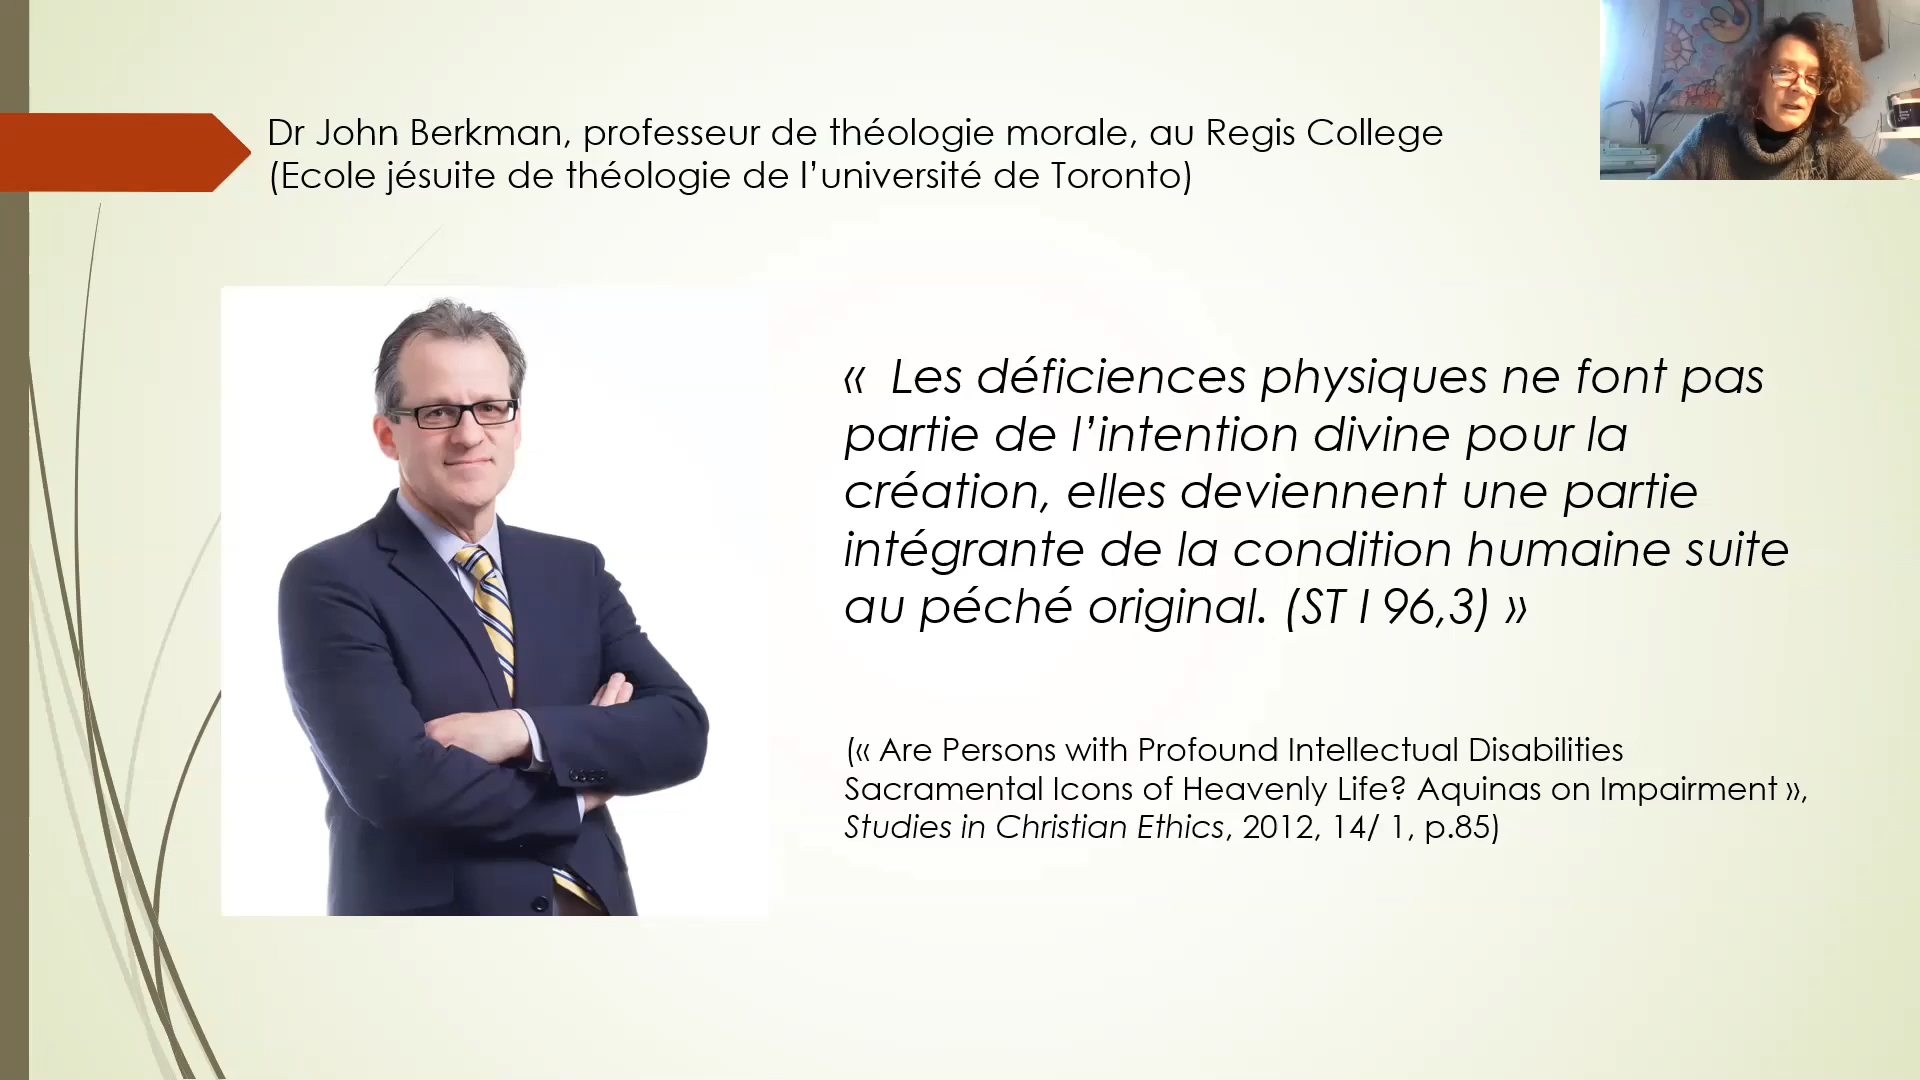 Dr John Berkman, professeur de théologie morale, au Regis College
(Ecole jésuite de théologie de l’université de Toronto)
«  Les déficiences physiques ne font pas
partie de l’intention divine pour la
création, elles deviennent une partie
intégrante de la condition humaine suite
au péché original. (ST I 96,3) »
(« Are Persons with Profound Intellectual Disabilities
Sacramental Icons of Heavenly Life? Aquinas on Impairment »,
Studies in Christian Ethics, 2012, 14/ 1, p.85)